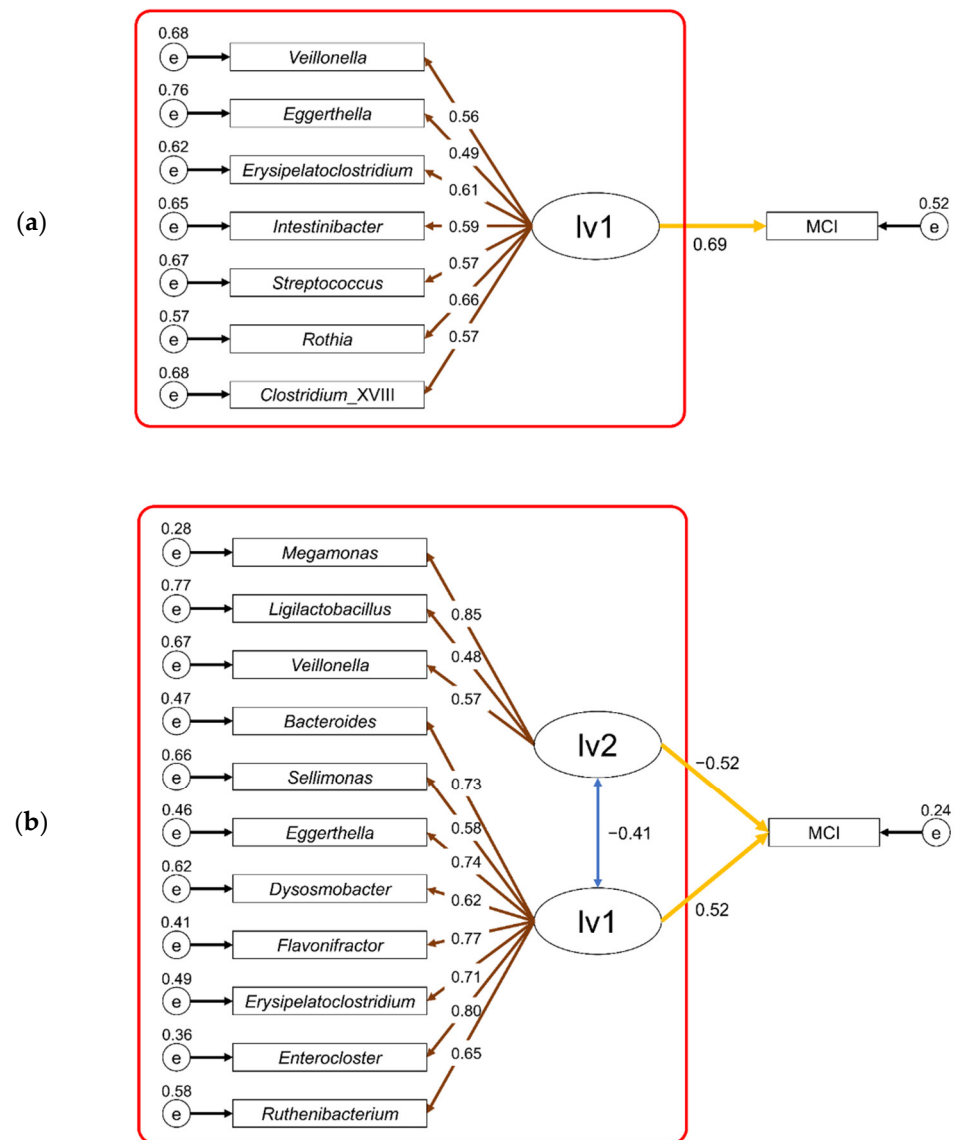 (a)
0.68
e
Veillonella
0.76
e
Eggerthella
0.62
e
Erysipelatoclostridium
0.65
e
Intestinibacter
0.67
e
Streptococcus
0.57
e
Rothia
0.68
e
Clostridium_XVIII
0.56
0.49
0.61
0.59
0.57
0.66
0.57
lv1
0.69
MCI
0.52
e
(b)
0.28
e
Megamonas
0.77
e
Ligilactobacillus
0.67
e
Veillonella
0.47
e
Bacteroides
0.66
e
Sellimonas
0.46
e
Eggerthella
0.62
e
Dysosmobacter
0.41
e
Flavonifractor
0.49
e
Erysipelatoclostridium
0.36
e
Enterocloster
0.58
e
Ruthenibacterium
0.85
0.48
0.57
0.73
0.58
0.74
0.62
0.77
0.71
0.80
0.65
lv2
−0.41
lv1
−0.52
0.52
MCI
0.24
e